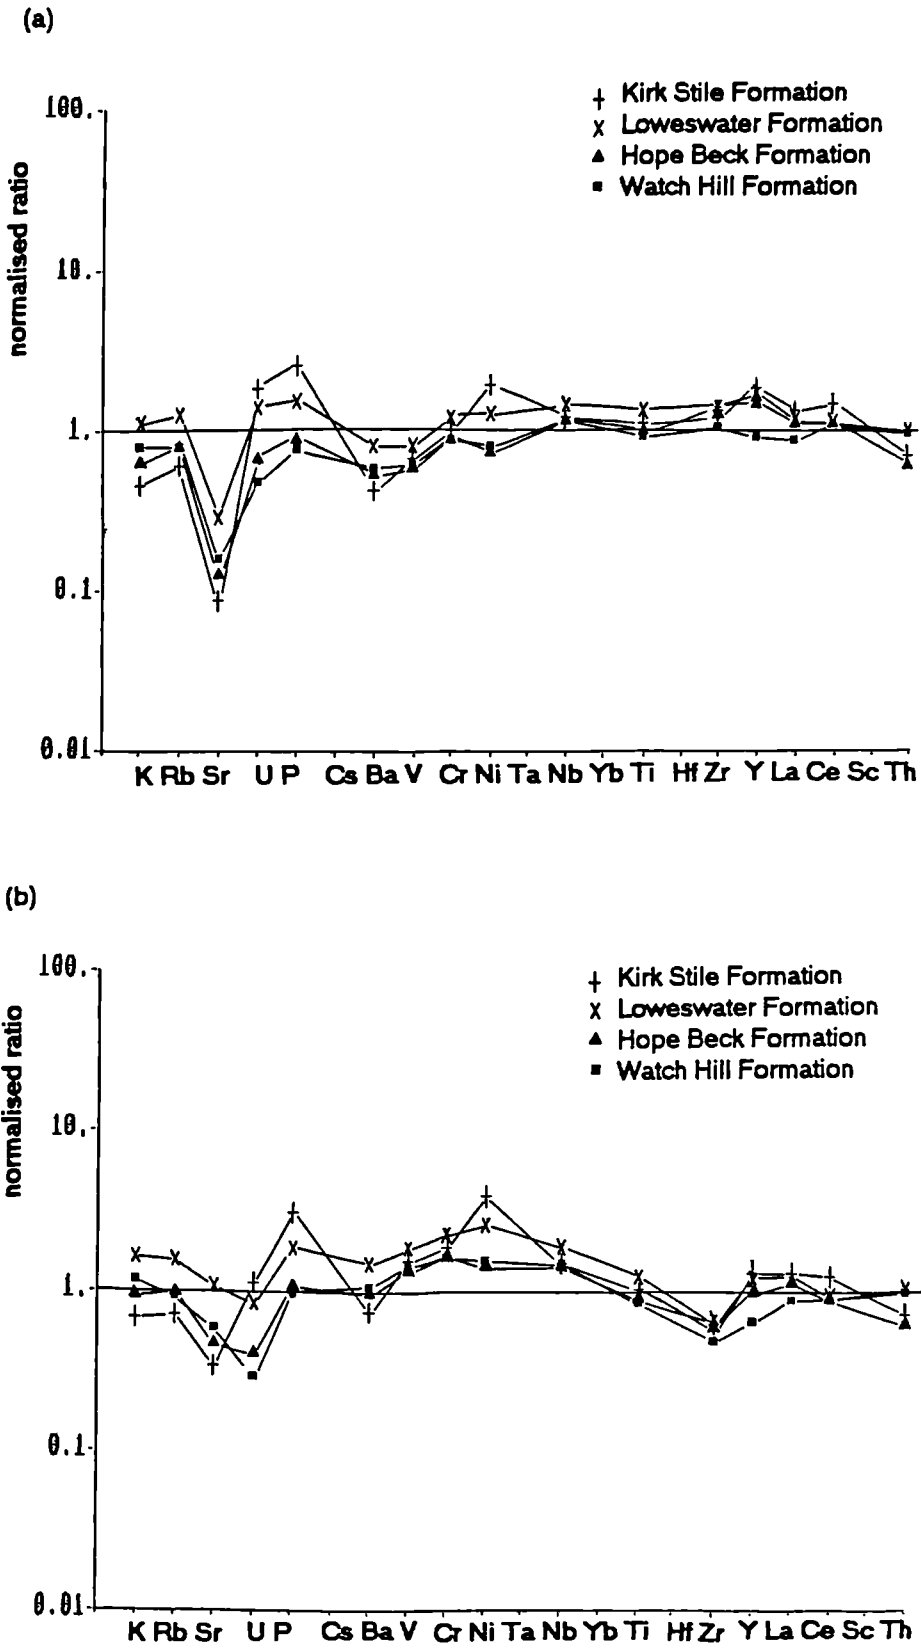 (a)
normalised ratio
100.
10.
1.
0.1
0.01
Kirk Stile Formation
Loweswater Formation
Hope Beck Formation
Watch Hill Formation
K Rb Sr U P Cs Ba V Cr Ni Ta Nb Yb Ti Hf Zr Y La Ce Sc Th
(b)
normalised ratio
100.
10.
1.
0.1
0.01
Kirk Stile Formation
Loweswater Formation
Hope Beck Formation
Watch Hill Formation
K Rb Sr U P Cs Ba V Cr Ni Ta Nb Yb Ti Hf Zr Y La Ce Sc Th